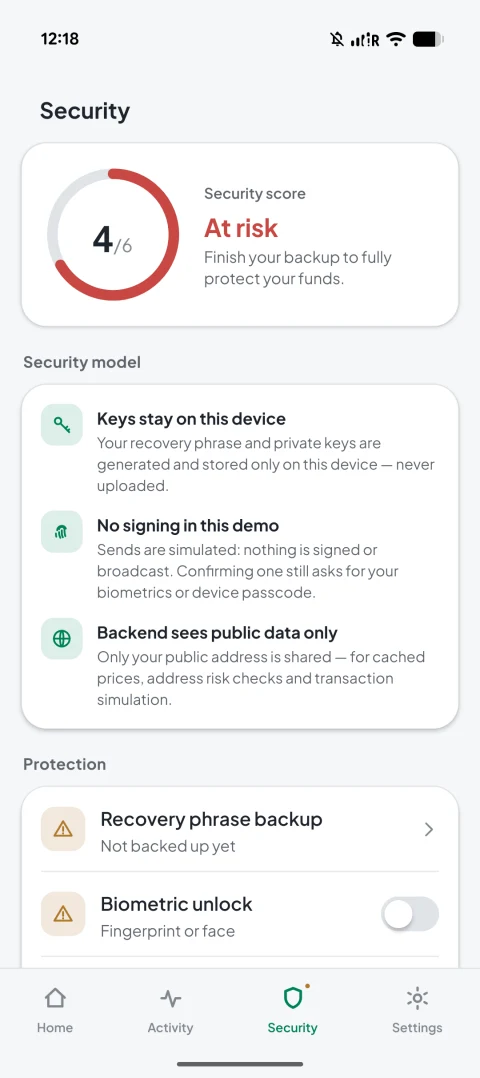 12:18
R
Security
4/6
Security score
At risk
Finish your backup to fully
protect your funds.
Security model
Keys stay on this device
Your recovery phrase and private keys are
generated and stored only on this device — never
uploaded.
No signing in this demo
Sends are simulated: nothing is signed or
broadcast. Confirming one still asks for your
biometrics or device passcode.
Backend sees public data only
Only your public address is shared — for cached
prices, address risk checks and transaction
simulation.
Protection
Recovery phrase backup
Not backed up yet
Biometric unlock
Fingerprint or face
Home
Activity
Security
Settings